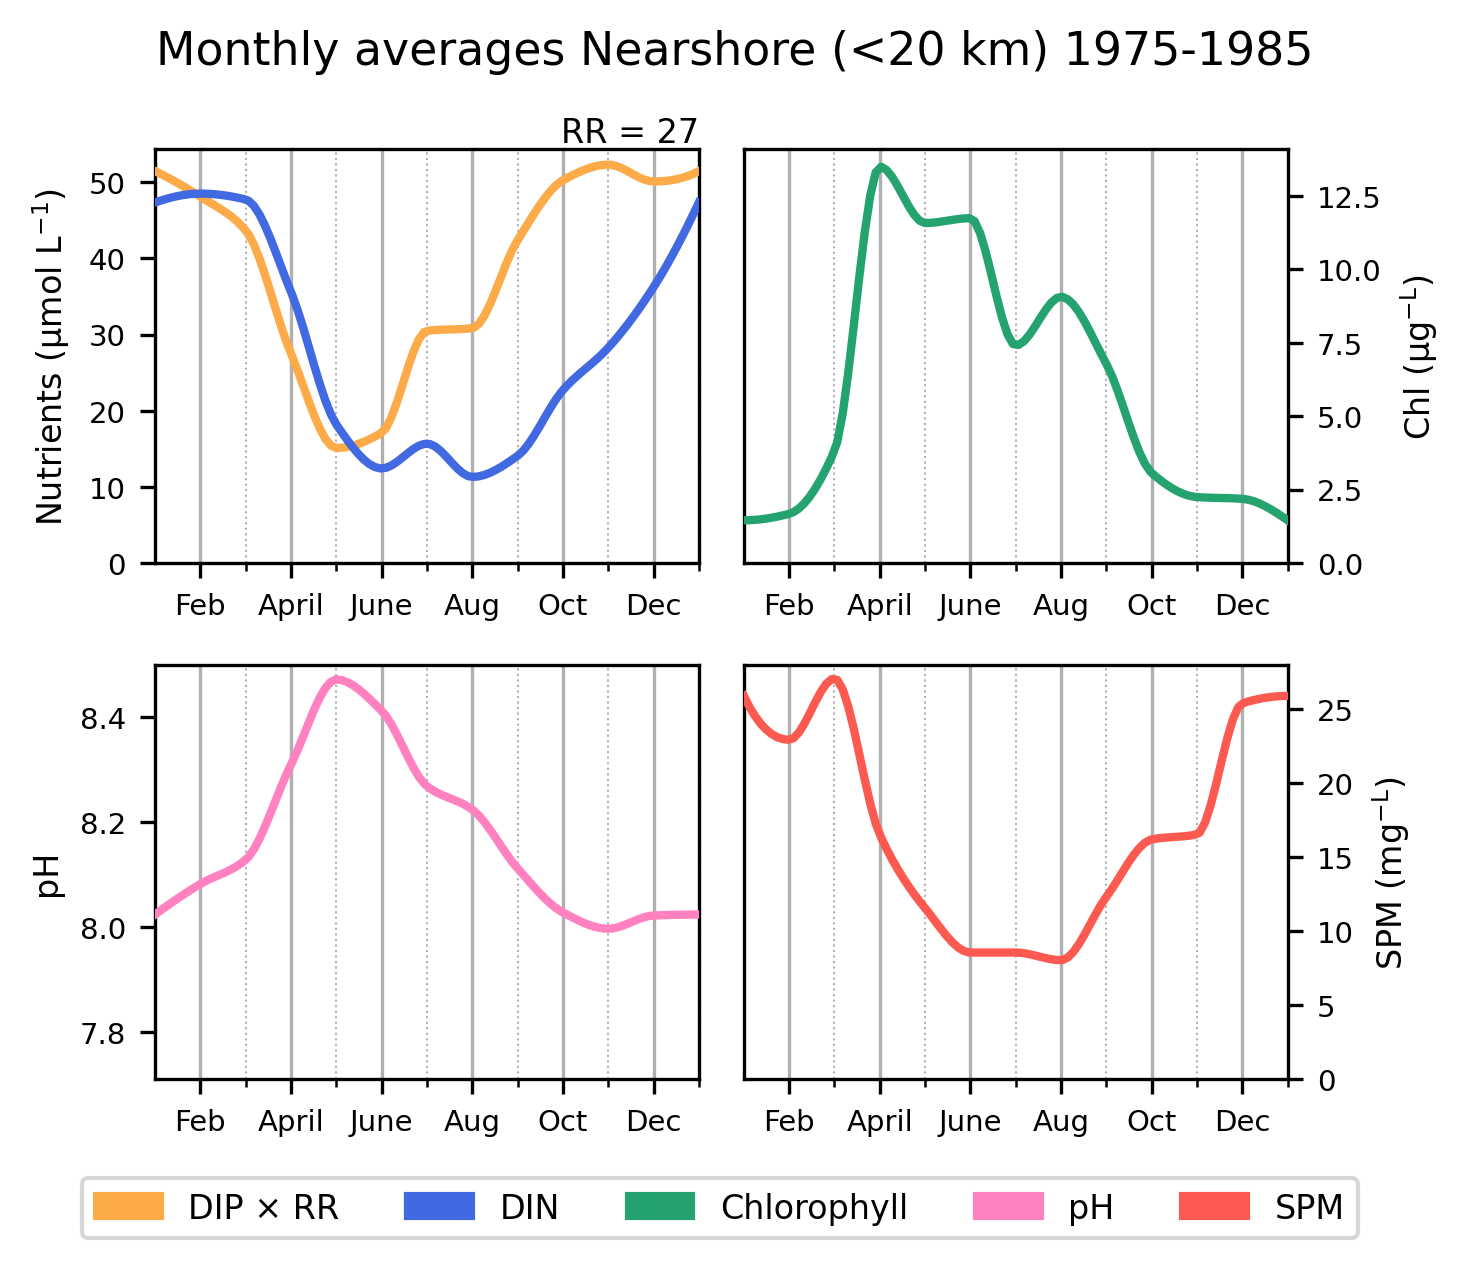 Monthly averages Nearshore (<20 km) 1975-1985
RR = 27
Nutrients (µmol L⁻¹)
50
40
30
20
10
0
Feb April June Aug Oct Dec
12.5
10.0
7.5
5.0
2.5
0.0
Chl (µg⁻ᴸ)
Feb April June Aug Oct Dec
pH
8.4
8.2
8.0
7.8
Feb April June Aug Oct Dec
25
20
15
10
5
0
SPM (mg⁻ᴸ)
Feb April June Aug Oct Dec
DIP × RR DIN Chlorophyll pH SPM